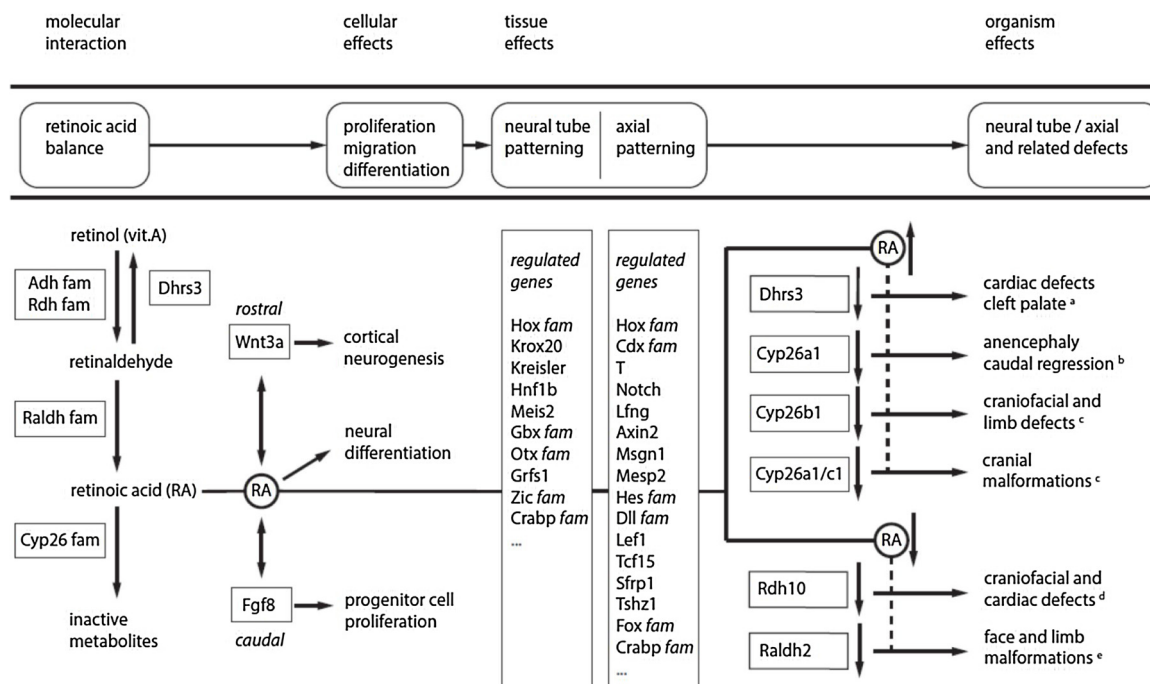 molecular
interaction
cellular
effects
tissue
effects
organism
effects
retinoic acid
balance
proliferation
migration
differentiation
neural tube
patterning
axial
patterning
neural tube / axial
and related defects
retinol (vit.A)
Adh fam
Rdh fam
Dhrs3
retinaldehyde
Raldh fam
retinoic acid (RA)
Cyp26 fam
inactive
metabolites
rostral
Wnt3a
cortical
neurogenesis
neural
differentiation
RA
Fgf8
caudal
progenitor cell
proliferation
regulated
genes
Hox fam
Krox20
Kreisler
Hnf1b
Meis2
Gbx fam
Otx fam
Grfs1
Zic fam
Crabp fam
...
regulated
genes
Hox fam
Cdx fam
T
Notch
Lfng
Axin2
Msgn1
Mesp2
Hes fam
Dll fam
Lef1
Tcf15
Sfrp1
Tshz1
Fox fam
Crabp fam
...
RA
Dhrs3
cardiac defects
cleft palate a
Cyp26a1
anencephaly
caudal regression b
Cyp26b1
craniofacial and
limb defects c
Cyp26a1/c1
cranial
malformations c
RA
Rdh10
craniofacial and
cardiac defects d
Raldh2
face and limb
malformations e